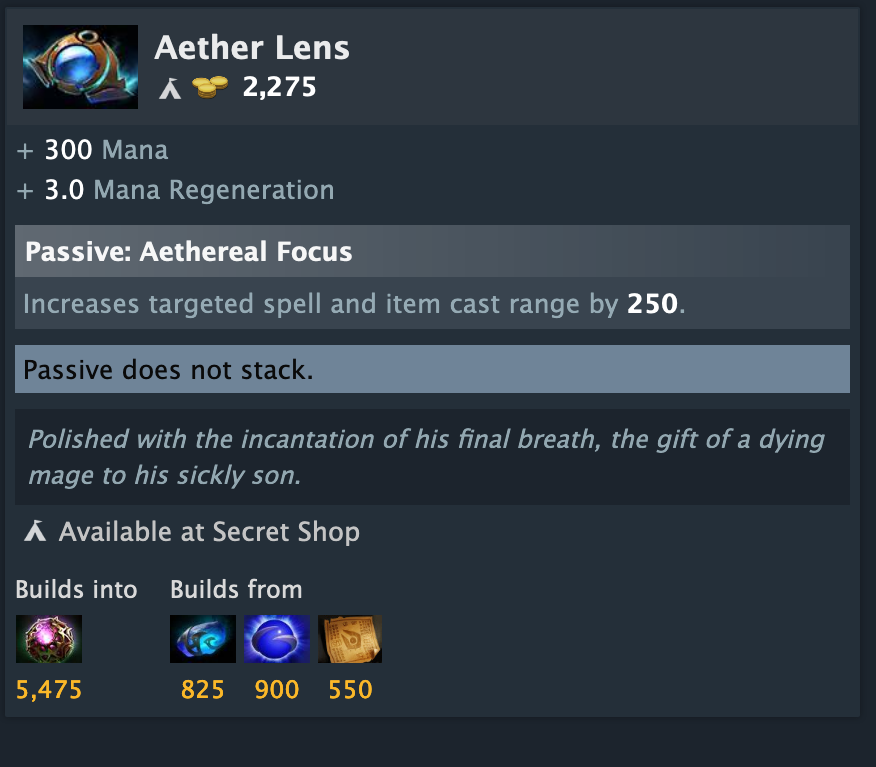 Aether Lens
2,275
+ 300 Mana
+ 3.0 Mana Regeneration
Passive: Aethereal Focus
Increases targeted spell and item cast range by 250.
Passive does not stack.
Polished with the incantation of his final breath, the gift of a dying
mage to his sickly son.
Available at Secret Shop
Builds into Builds from
5,475 825 900 550